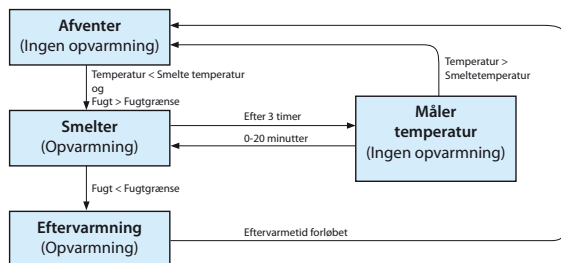 Afventer
(Ingen opvarmning)
Temperatur >
Smeltetemperatur
Temperatur < Smelte temperatur
og
Fugt > Fugtgrænse
Smelter
(Opvarmning)
Efter 3 timer
0-20 minutter
Måler
temperatur
(Ingen opvarmning)
Fugt < Fugtgrænse
Eftervarmning
(Opvarmning)
Eftervarmetid forløbet